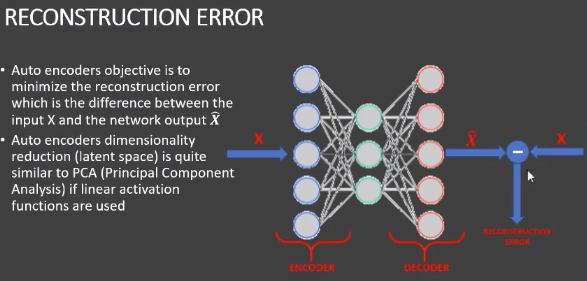 RECONSTRUCTION ERROR
• Auto encoders objective is to
minimize the reconstruction error
which is the difference between the
input X and the network output X̂
• Auto encoders dimensionality
reduction (latent space) is quite
similar to PCA (Principal Component
Analysis) if linear activation
functions are used
X
X̂
-
X
RECONSTRUCTION
ERROR
ENCODER
DECODER